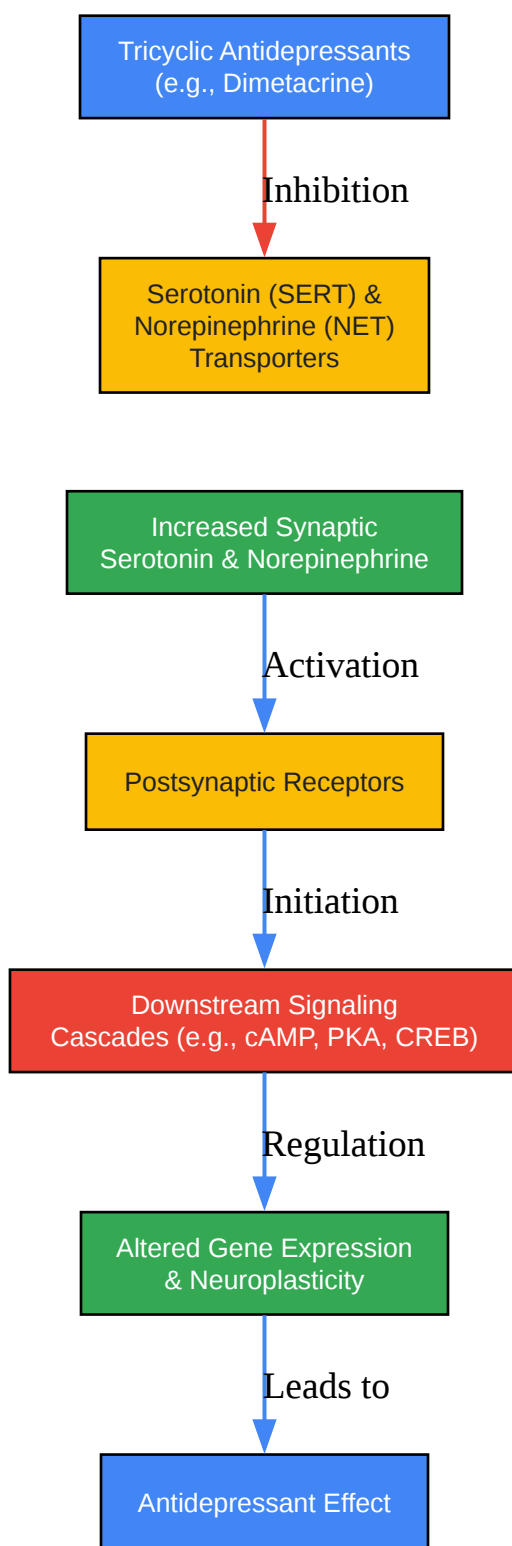 Tricyclic Antidepressants
(e.g., Dimetacrine)
Inhibition
Serotonin (SERT) &
Norepinephrine (NET)
Transporters
Increased Synaptic
Serotonin & Norepinephrine
Activation
Postsynaptic Receptors
Initiation
Downstream Signaling
Cascades (e.g., cAMP, PKA, CREB)
Regulation
Altered Gene Expression
& Neuroplasticity
Leads to
Antidepressant Effect